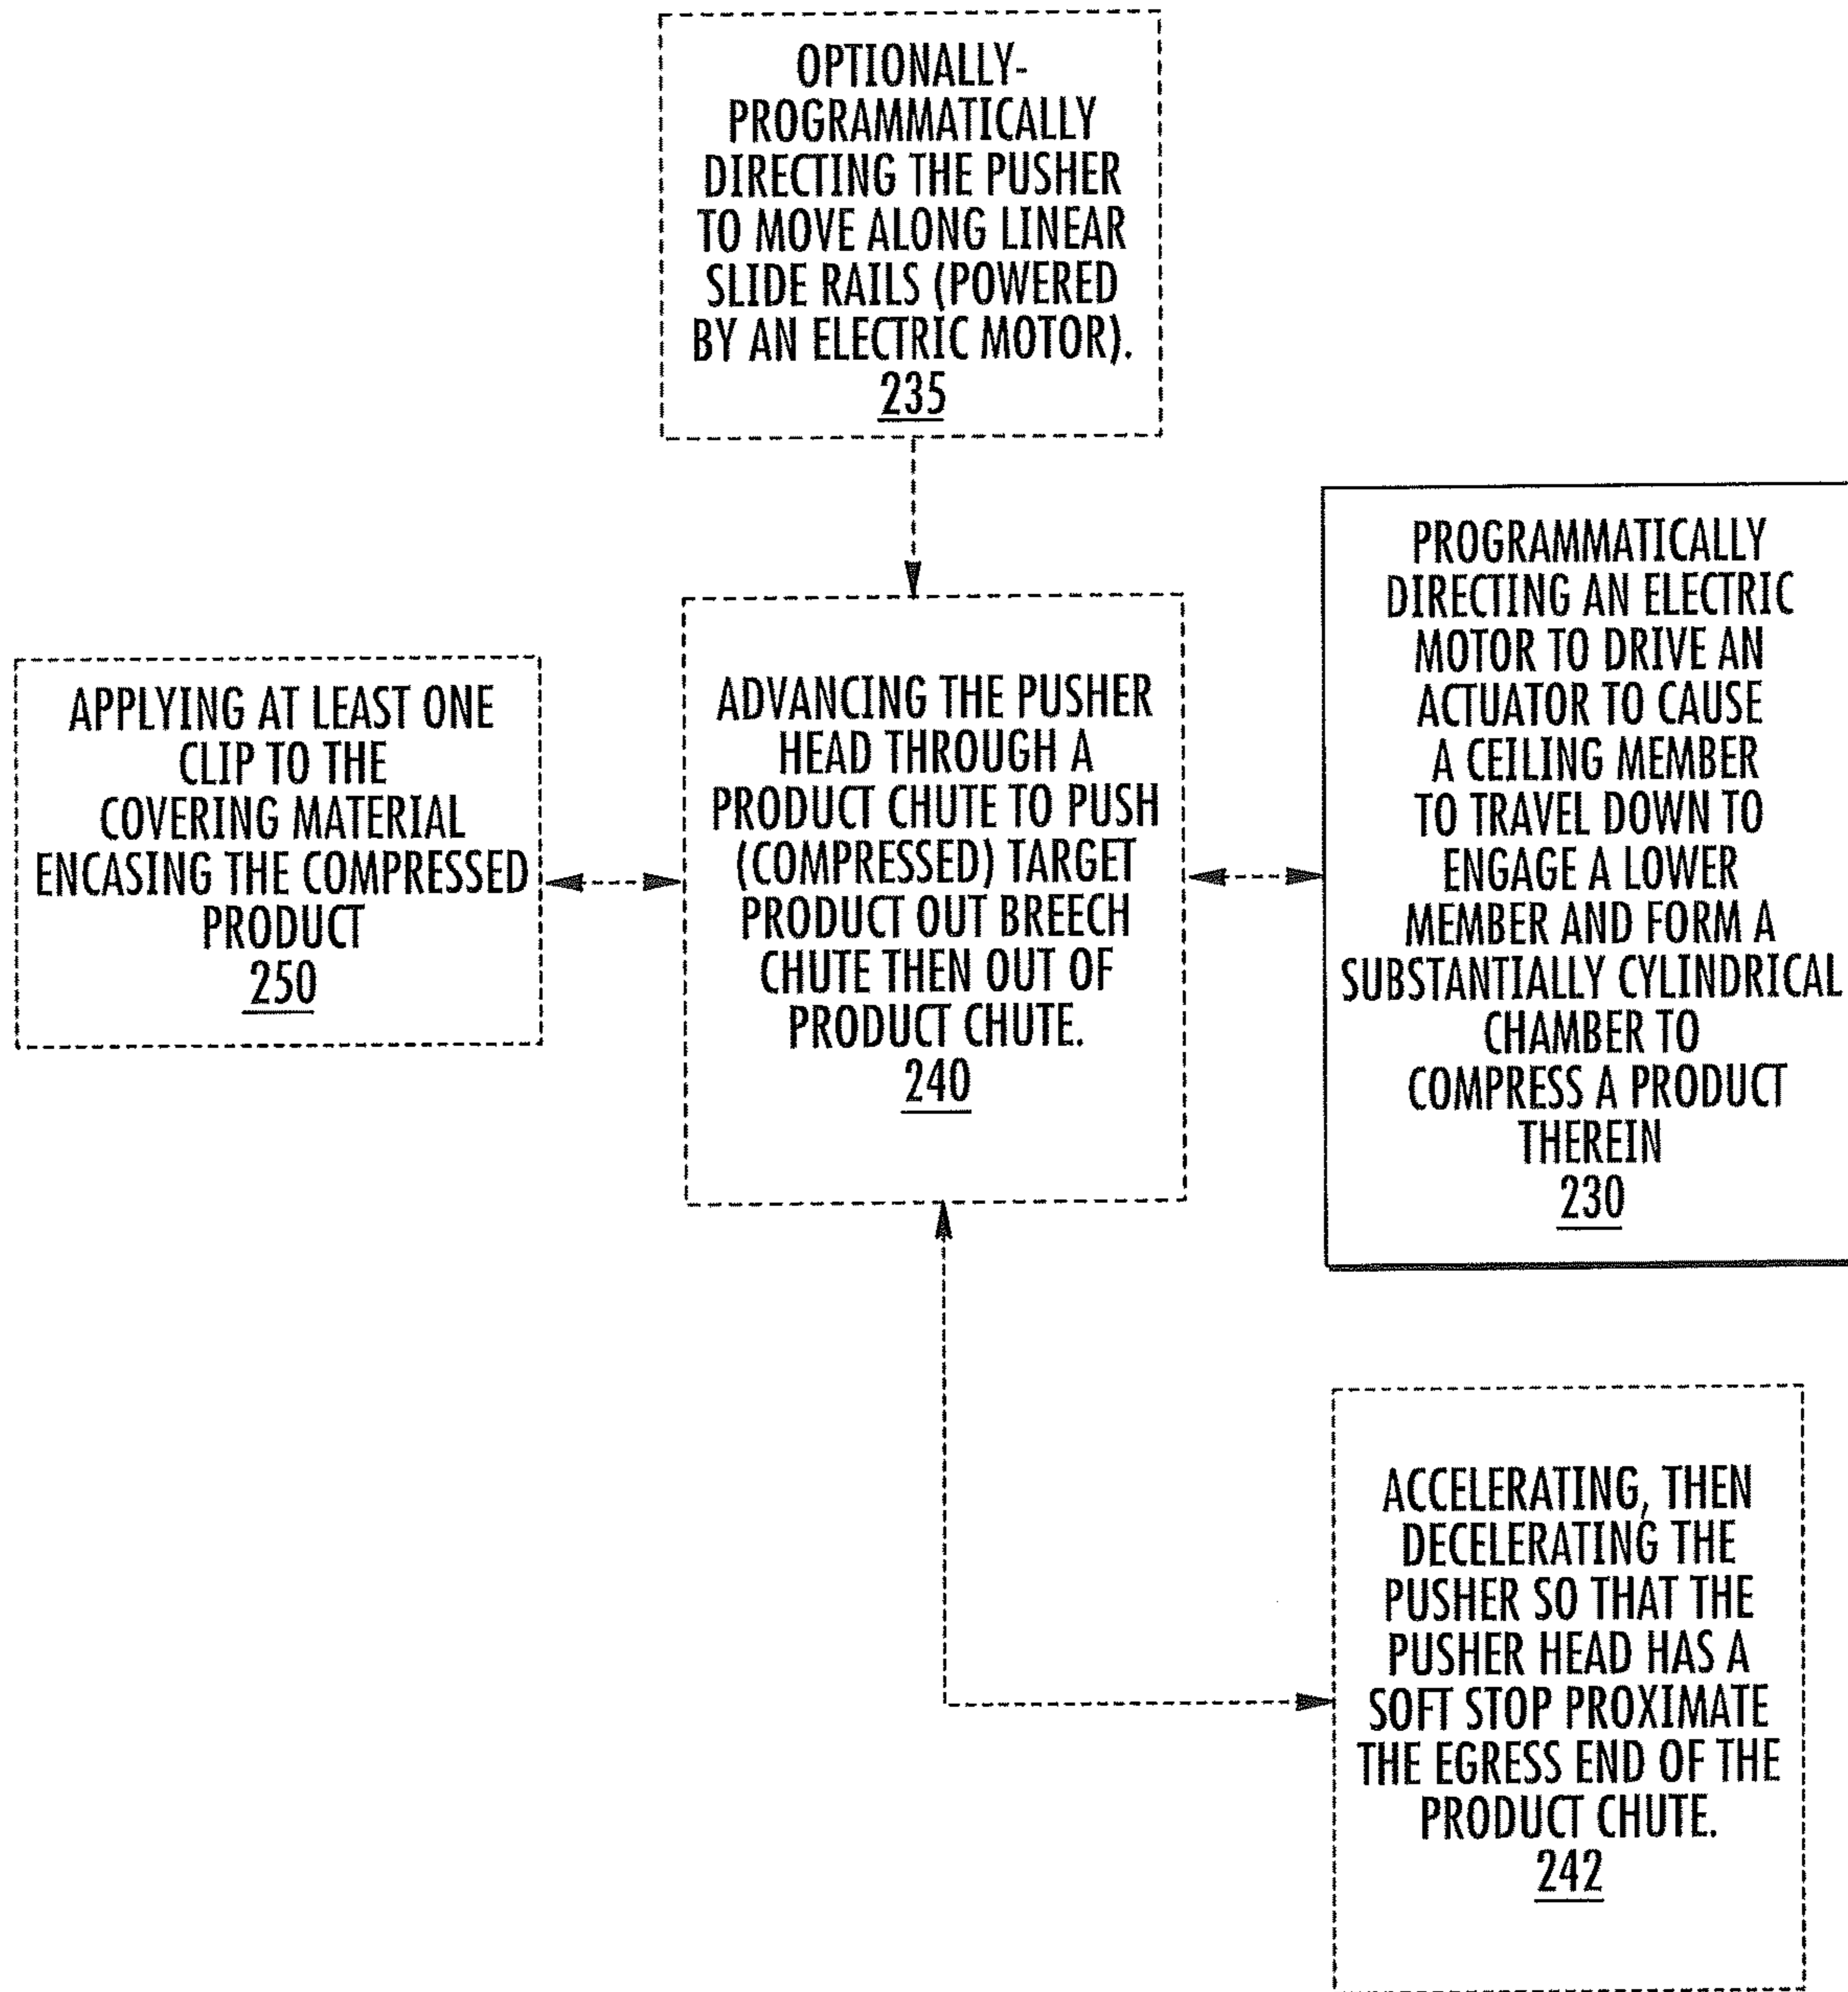 OPTIONALLY-
PROGRAMMATICALLY
DIRECTING THE PUSHER
TO MOVE ALONG LINEAR
SLIDE RAILS (POWERED
BY AN ELECTRIC MOTOR).
235
APPLYING AT LEAST ONE
CLIP TO THE
COVERING MATERIAL
ENCASING THE COMPRESSED
PRODUCT
250
ADVANCING THE PUSHER
HEAD THROUGH A
PRODUCT CHUTE TO PUSH
(COMPRESSED) TARGET
PRODUCT OUT BREECH
CHUTE THEN OUT OF
PRODUCT CHUTE.
240
PROGRAMMATICALLY
DIRECTING AN ELECTRIC
MOTOR TO DRIVE AN
ACTUATOR TO CAUSE
A CEILING MEMBER
TO TRAVEL DOWN TO
ENGAGE A LOWER
MEMBER AND FORM A
SUBSTANTIALLY CYLINDRICAL
CHAMBER TO
COMPRESS A PRODUCT
THEREIN
230
ACCELERATING, THEN
DECELERATING THE
PUSHER SO THAT THE
PUSHER HEAD HAS A
SOFT STOP PROXIMATE
THE EGRESS END OF THE
PRODUCT CHUTE.
242